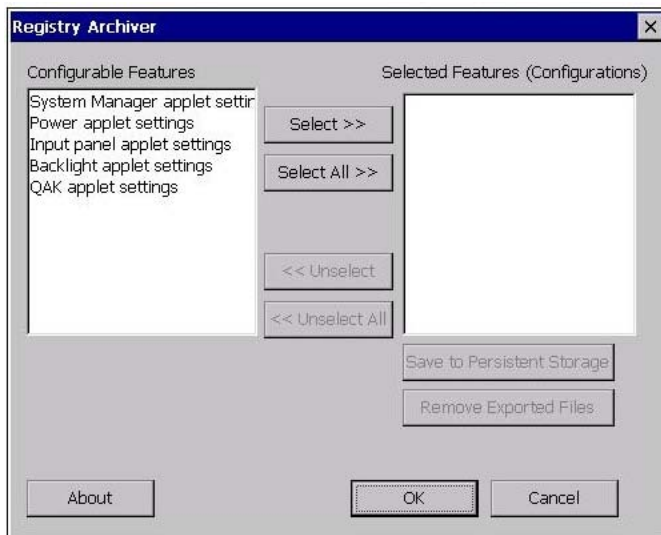 Registry Archiver
Configurable Features
Selected Features (Configurations)
System Manager applet settir
Power applet settings
Input panel applet settings
Backlight applet settings
QAK applet settings
Select >>
Select All >>
<< Unselect
<< Unselect All
Save to Persistent Storage
Remove Exported Files
About
OK
Cancel